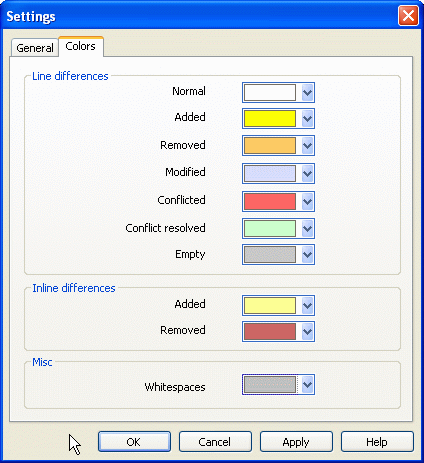 Settings
General Colors
Line differences
Normal
Added
Removed
Modified
Conflicted
Conflict resolved
Empty
Inline differences
Added
Removed
Misc
Whitespaces
OK Cancel Apply Help